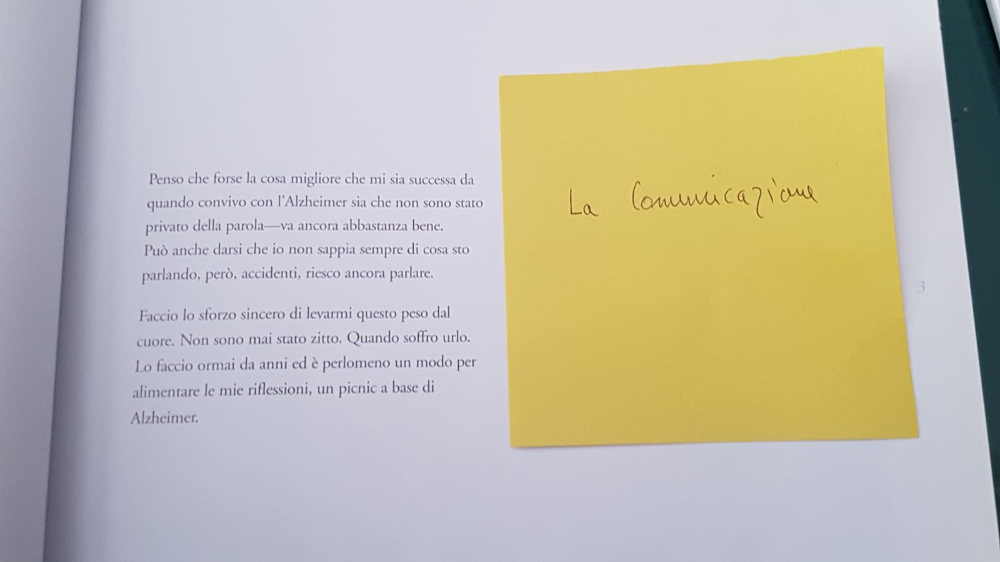 Penso che forse la cosa migliore che mi sia successa da
quando convivo con l'Alzheimer sia che non sono stato
privato della parola—va ancora abbastanza bene.
Può anche darsi che io non sappia sempre di cosa sto
parlando, però, accidenti, riesco ancora parlare.
Faccio lo sforzo sincero di levarmi questo peso dal
cuore. Non sono mai stato zitto. Quando soffro urlo.
Lo faccio ormai da anni ed è perlomeno un modo per
alimentare le mie riflessioni, un picnic a base di
Alzheimer.
La Comunicazione
3